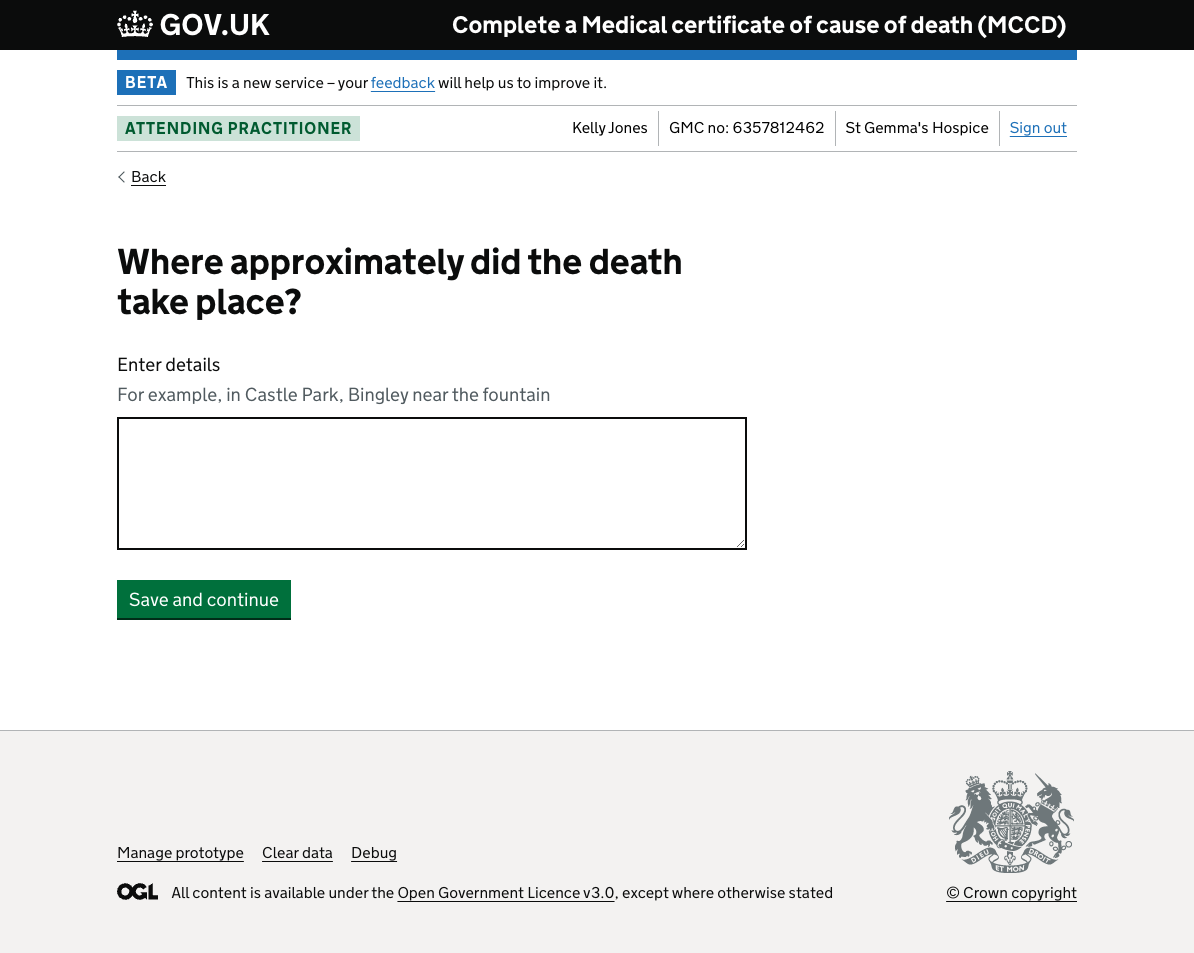 GOV.UK
Complete a Medical certificate of cause of death (MCCD)
BETA
This is a new service – your feedback will help us to improve it.
ATTENDING PRACTITIONER
Kelly Jones
GMC no: 6357812462
St Gemma's Hospice
Sign out
Back
Where approximately did the death
take place?
Enter details
For example, in Castle Park, Bingley near the fountain
Save and continue
Manage prototype
Clear data
Debug
OGL
All content is available under the Open Government Licence v3.0, except where otherwise stated
DIEU ET MON DROIT
© Crown copyright